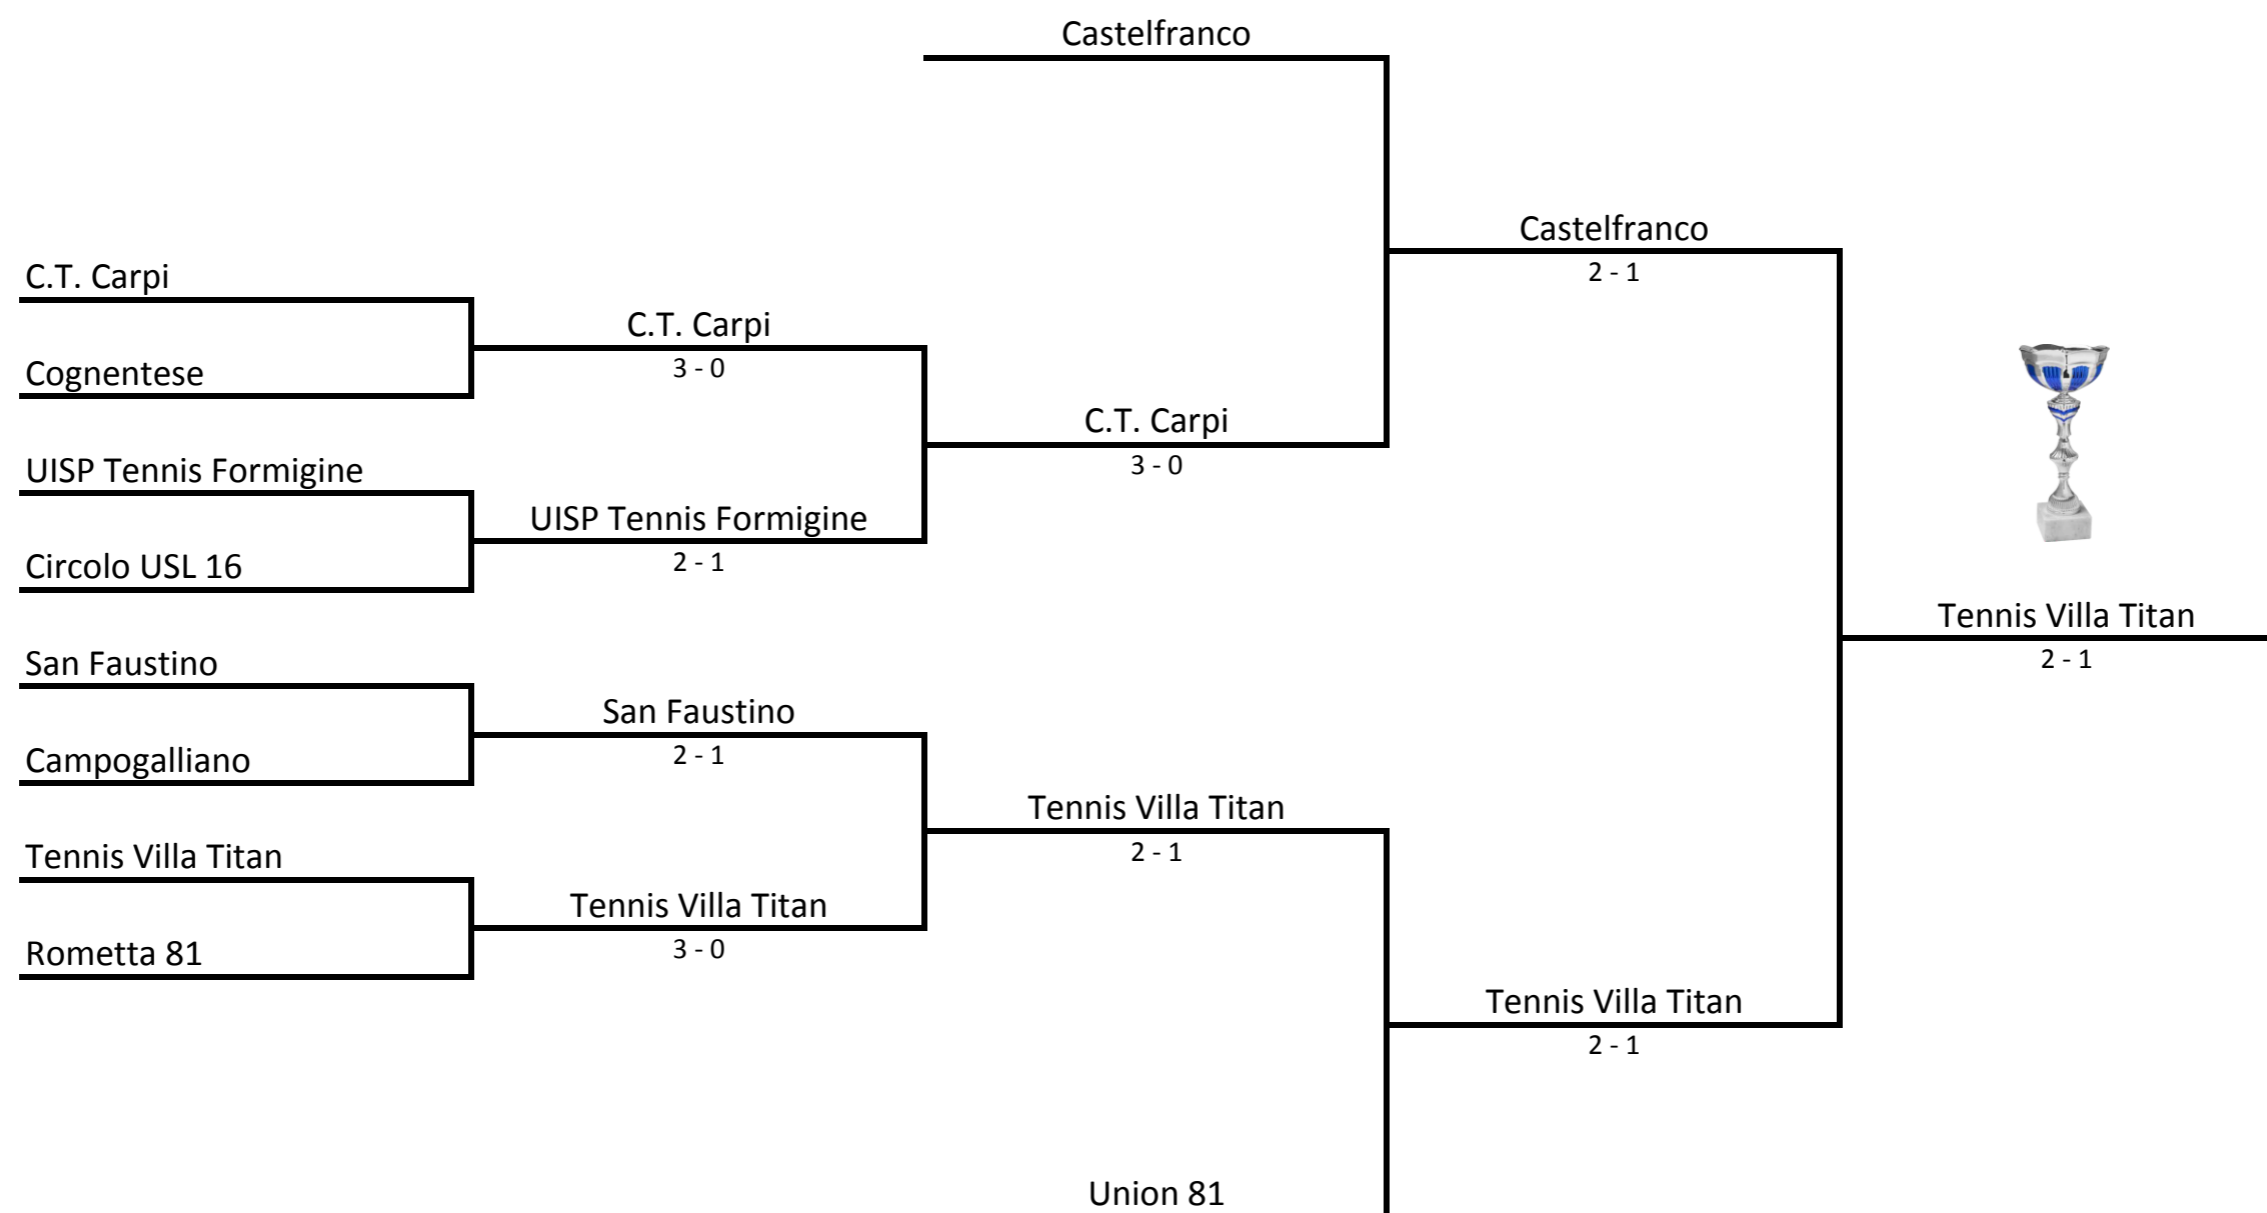 Castelfranco
Castelfranco
2 - 1
C.T. Carpi
C.T. Carpi
3 - 0
Cognentese
C.T. Carpi
3 - 0
UISP Tennis Formigine
UISP Tennis Formigine
2 - 1
Circolo USL 16
Tennis Villa Titan
2 - 1
San Faustino
San Faustino
2 - 1
Campogalliano
Tennis Villa Titan
2 - 1
Tennis Villa Titan
Tennis Villa Titan
3 - 0
Rometta 81
Tennis Villa Titan
2 - 1
Union 81